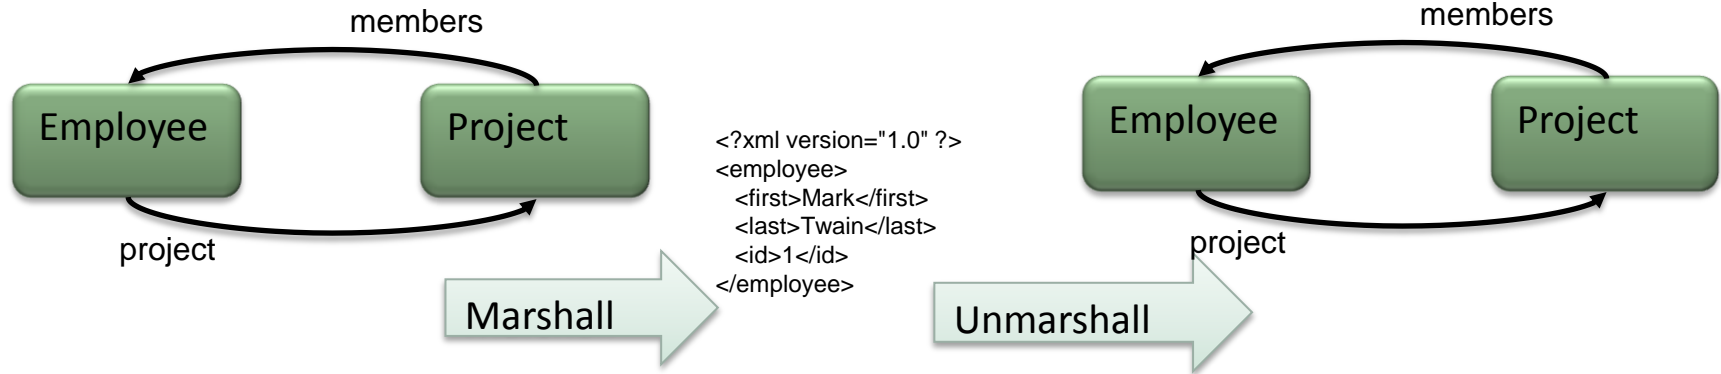 members
Employee
Project
project
Marshall
<?xml version="1.0" ?>
<employee>
<first>Mark</first>
<last>Twain</last>
<id>1</id>
</employee>
Unmarshall
members
Employee
Project
project